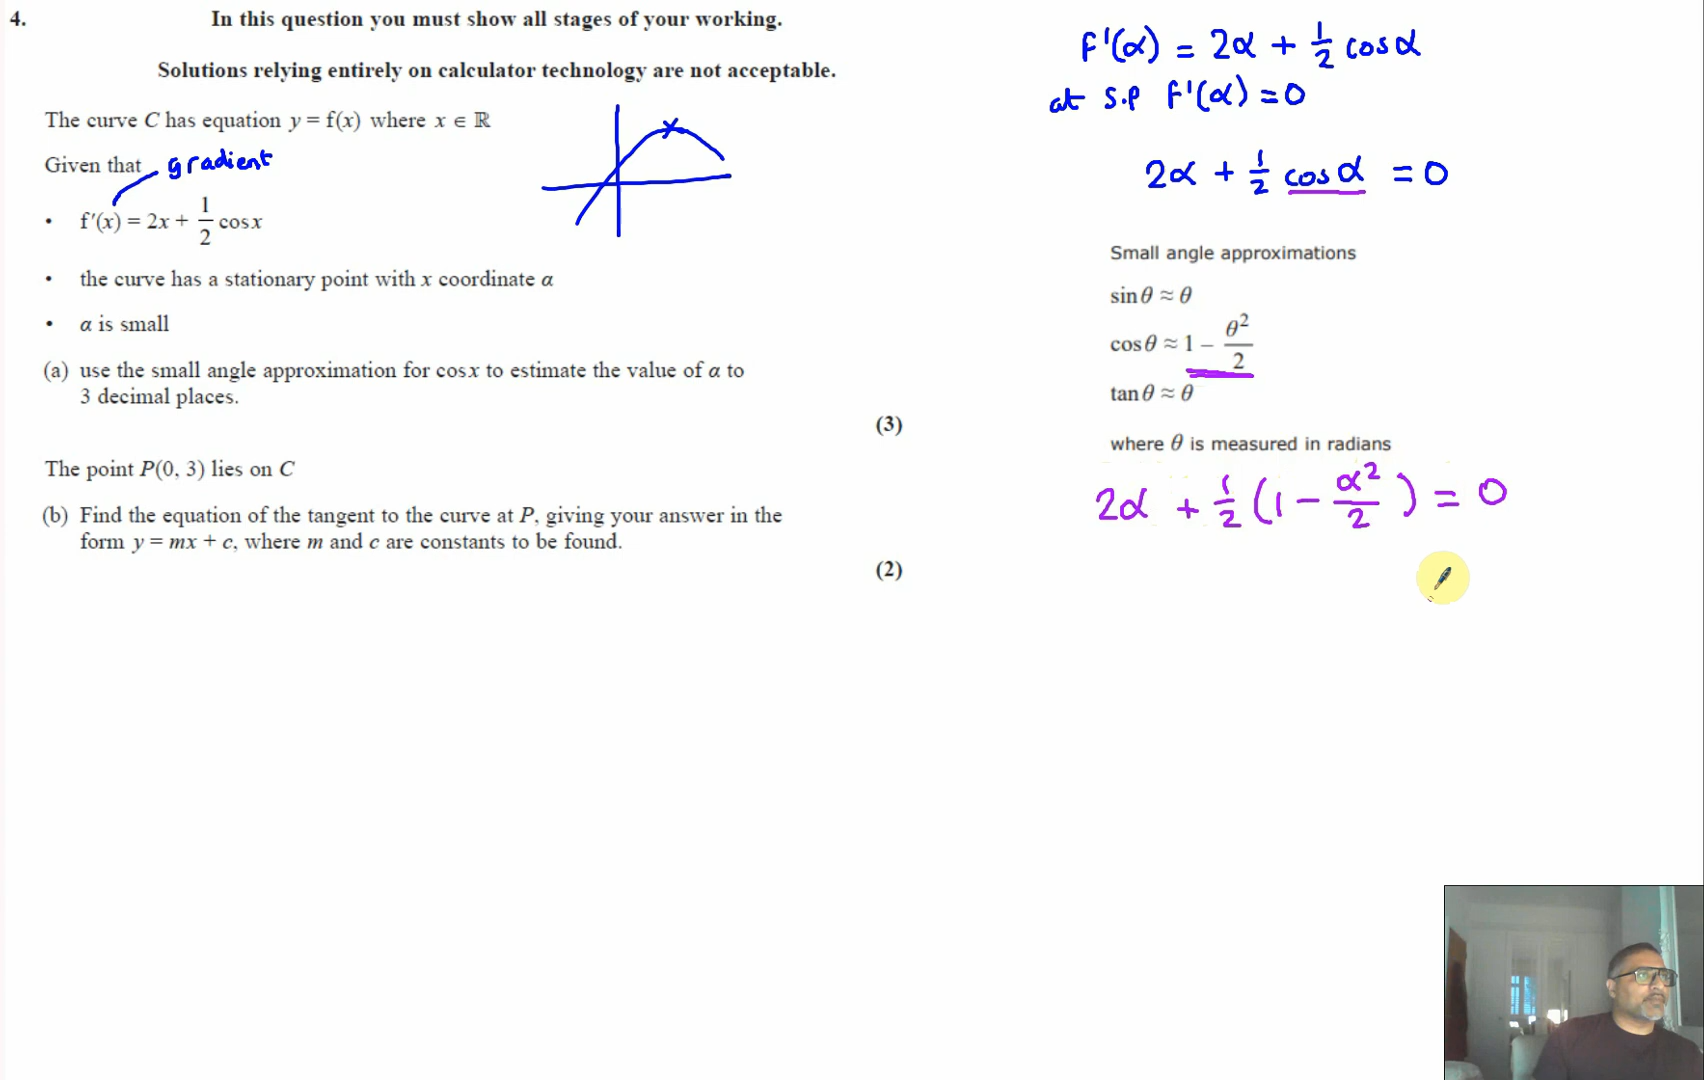 4. In this question you must show all stages of your working.
Solutions relying entirely on calculator technology are not acceptable.
The curve C has equation y = f(x) where x ∈ ℝ
Given that gradient
• f′(x) = 2x + 1/2 cos x
• the curve has a stationary point with x coordinate α
• α is small
(a) use the small angle approximation for cos x to estimate the value of α to
3 decimal places.
(3)
The point P(0, 3) lies on C
(b) Find the equation of the tangent to the curve at P, giving your answer in the
form y = mx + c, where m and c are constants to be found.
(2)
F'(α) = 2α + 1/2 cos α
at s.p F'(α) = 0
2α + 1/2 cos α = 0
Small angle approximations
sin θ ≈ θ
cos θ ≈ 1 − θ²/2
tan θ ≈ θ
where θ is measured in radians
2α + 1/2 (1 − α²/2) = 0